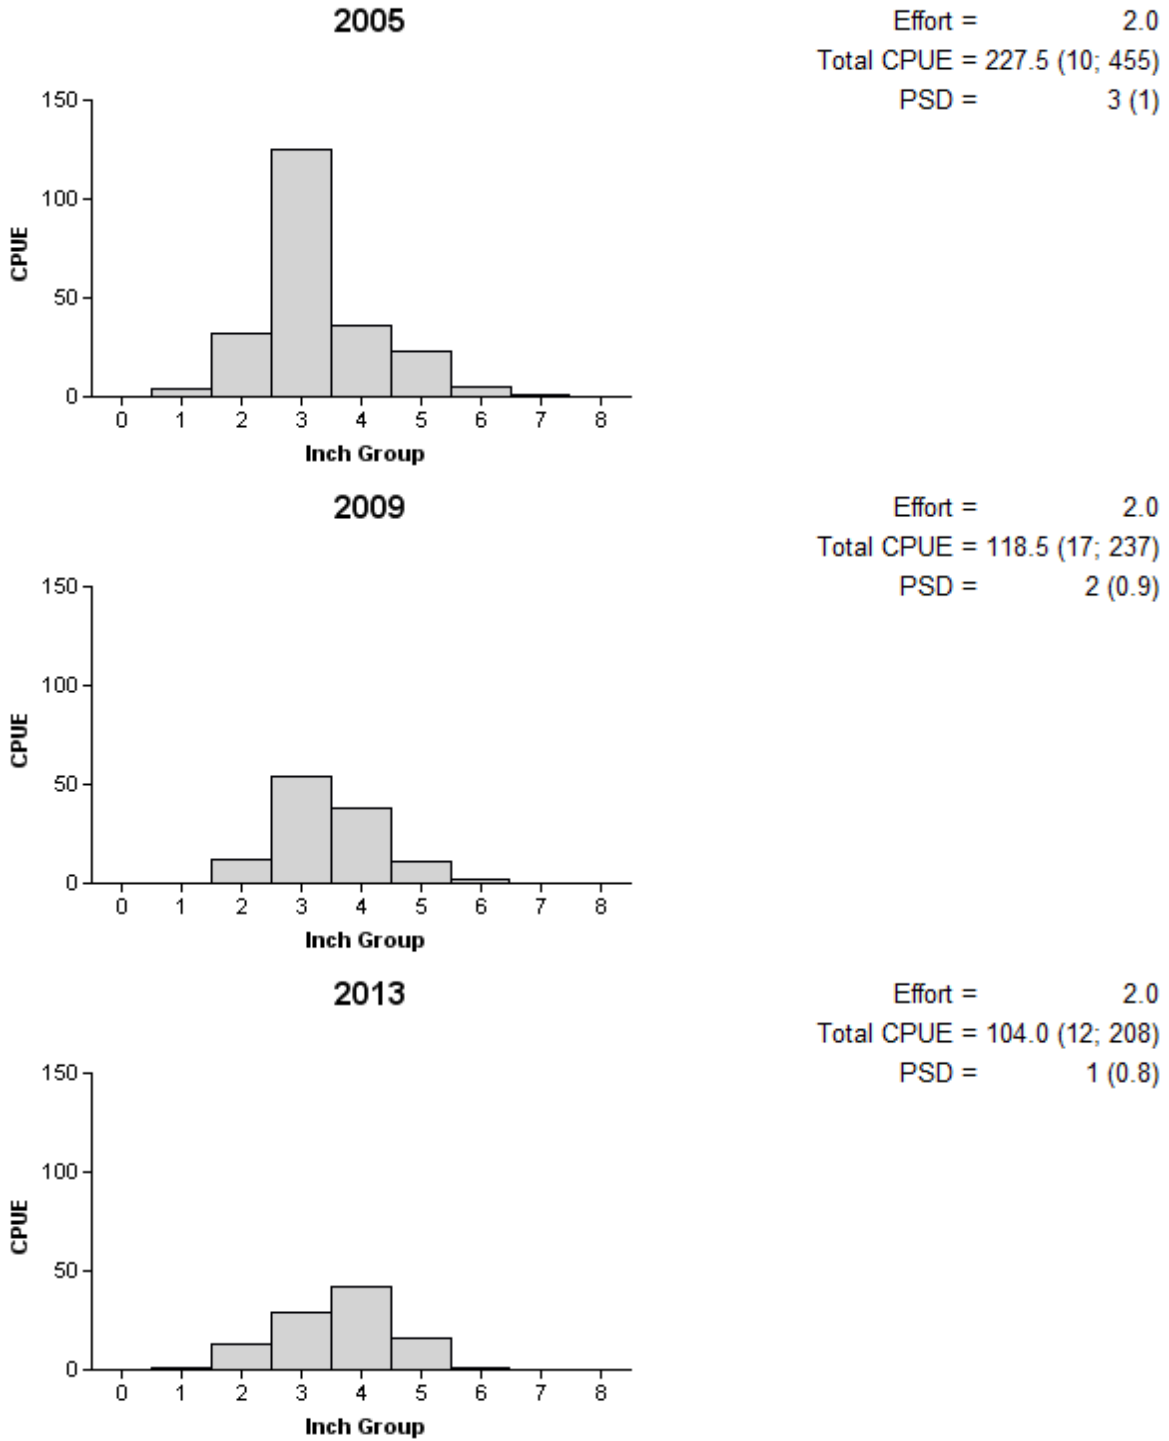 2005
Effort = 2.0
Total CPUE = 227.5 (10; 455)
PSD = 3 (1)
150
100
50
0
CPUE
0 1 2 3 4 5 6 7 8
Inch Group
2009
Effort = 2.0
Total CPUE = 118.5 (17; 237)
PSD = 2 (0.9)
150
100
50
0
CPUE
0 1 2 3 4 5 6 7 8
Inch Group
2013
Effort = 2.0
Total CPUE = 104.0 (12; 208)
PSD = 1 (0.8)
150
100
50
0
CPUE
0 1 2 3 4 5 6 7 8
Inch Group